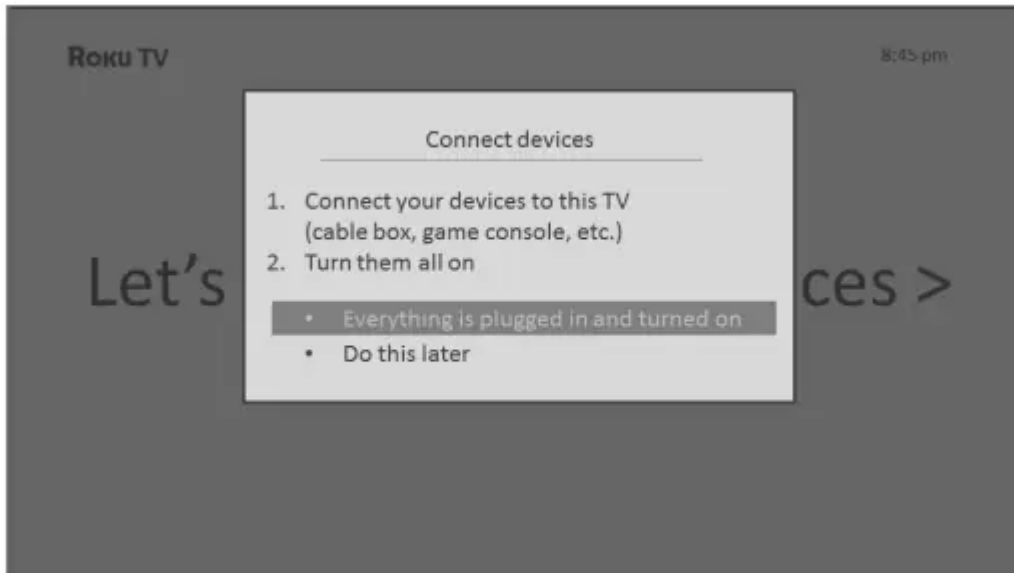 Roku TV
8:45 pm
Connect devices
1. Connect your devices to this TV
(cable box, game console, etc.)
2. Turn them all on
Let's ces >
• Everything is plugged in and turned on
• Do this later